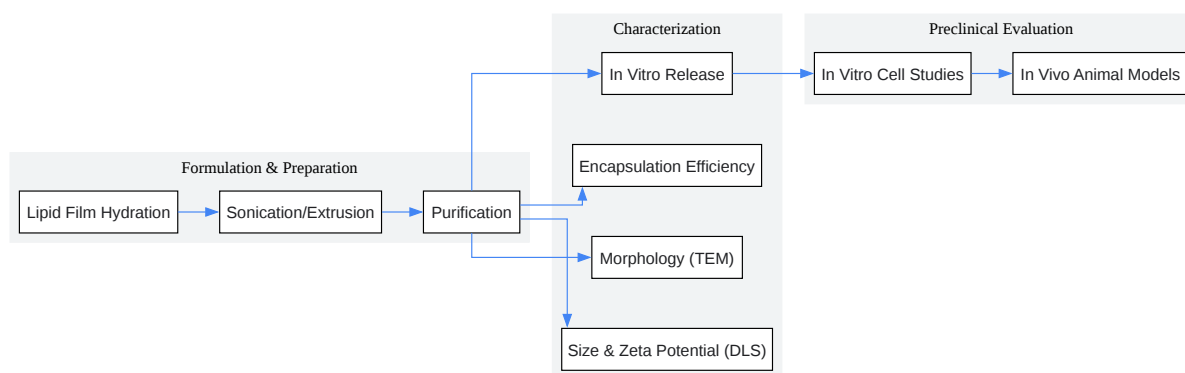 Formulation & Preparation
Lipid Film Hydration
Sonication/Extrusion
Purification
Characterization
In Vitro Release
Encapsulation Efficiency
Morphology (TEM)
Size & Zeta Potential (DLS)
Preclinical Evaluation
In Vitro Cell Studies
In Vivo Animal Models